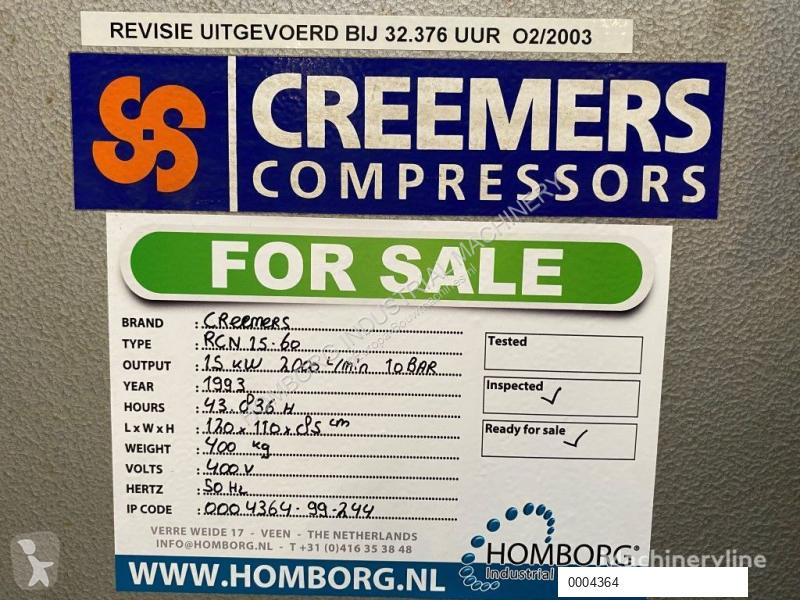 REVISIE UITGEVOERD BIJ 32.376 UUR O2/2003
CREEMERS
COMPRESSORS
FOR SALE
BRAND : CReemers
TYPE : RCN 15-60
OUTPUT : 15 kW 2000 L/min 10 BAR
YEAR : 1993
HOURS : 43.836 H
L x W x H : 120 x 110 x 85 cm
WEIGHT : 400 kg
VOLTS : 400 V
HERTZ : 50 Hz
IP CODE : 0004364-99-244
Tested
Inspected ✓
Ready for sale ✓
VERRE WEIDE 17 - VEEN - THE NETHERLANDS
INFO@HOMBORG.NL - T +31 (0)416 35 38 48
WWW.HOMBORG.NL
HOMBORG®
Industrial
0004364
HOMBORG INDUSTRIAL MACHINERY
Machineryline